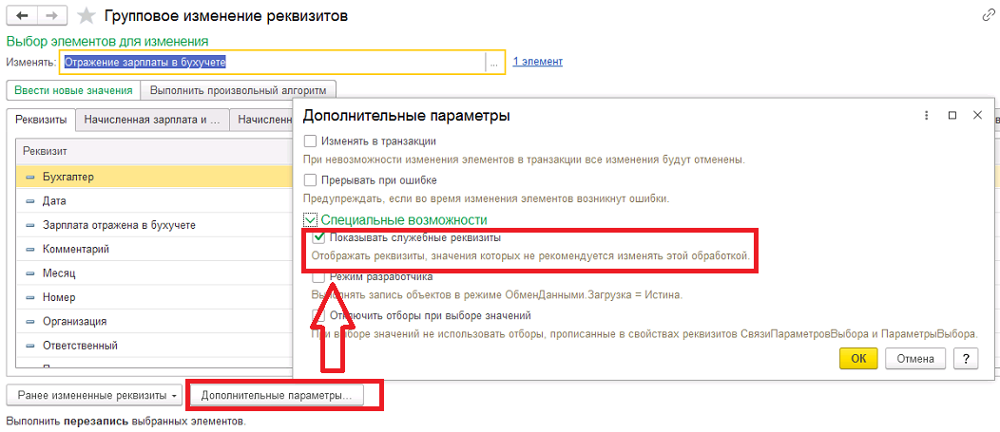 Групповое изменение реквизитов
Выбор элементов для изменения
Изменять: Отражение зарплаты в бухучете ... 1 элемент
Ввести новые значения Выполнить произвольный алгоритм
Реквизиты Начисленная зарплата и ... Начисленн
Реквизит
Бухгалтер
Дата
Зарплата отражена в бухучете
Комментарий
Месяц
Номер
Организация
Ответственный
Дополнительные параметры
Изменять в транзакции
При невозможности изменения элементов в транзакции все изменения будут отменены.
Прерывать при ошибке
Предупреждать, если во время изменения элементов возникнут ошибки.
Специальные возможности
Показывать служебные реквизиты
Отображать реквизиты, значения которых не рекомендуется изменять этой обработкой.
Режим разработчика
Выполнять запись объектов в режиме ОбменДанными.Загрузка = Истина.
Отключить отборы при выборе значений
При выборе значений не использовать отборы, прописанные в свойствах реквизитов СвязиПараметровВыбора и ПараметрыВыбора.
ОК Отмена ?
Ранее измененные реквизиты Дополнительные параметры...
Выполнить перезапись выбранных элементов.